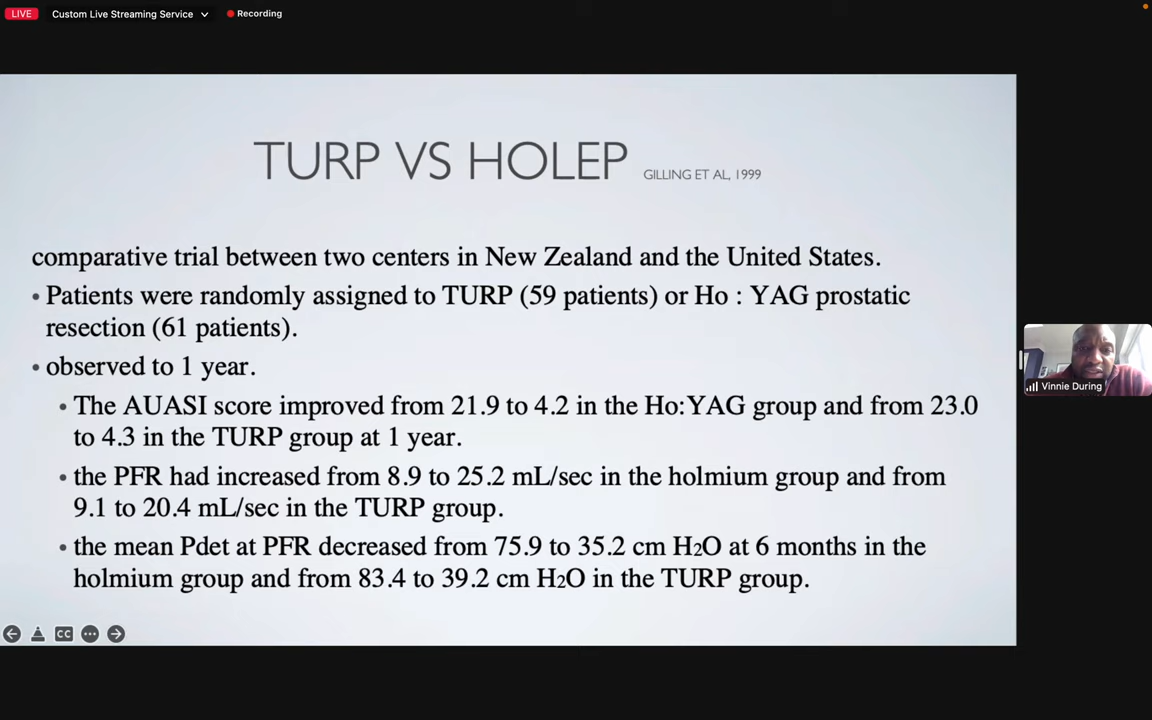 LIVE Custom Live Streaming Service Recording
TURP VS HOLEP GILLING ET AL, 1999
comparative trial between two centers in New Zealand and the United States.
• Patients were randomly assigned to TURP (59 patients) or Ho : YAG prostatic
resection (61 patients).
• observed to 1 year.
• The AUASI score improved from 21.9 to 4.2 in the Ho:YAG group and from 23.0
to 4.3 in the TURP group at 1 year.
• the PFR had increased from 8.9 to 25.2 mL/sec in the holmium group and from
9.1 to 20.4 mL/sec in the TURP group.
• the mean Pdet at PFR decreased from 75.9 to 35.2 cm H2O at 6 months in the
holmium group and from 83.4 to 39.2 cm H2O in the TURP group.
Vinnie During
CC